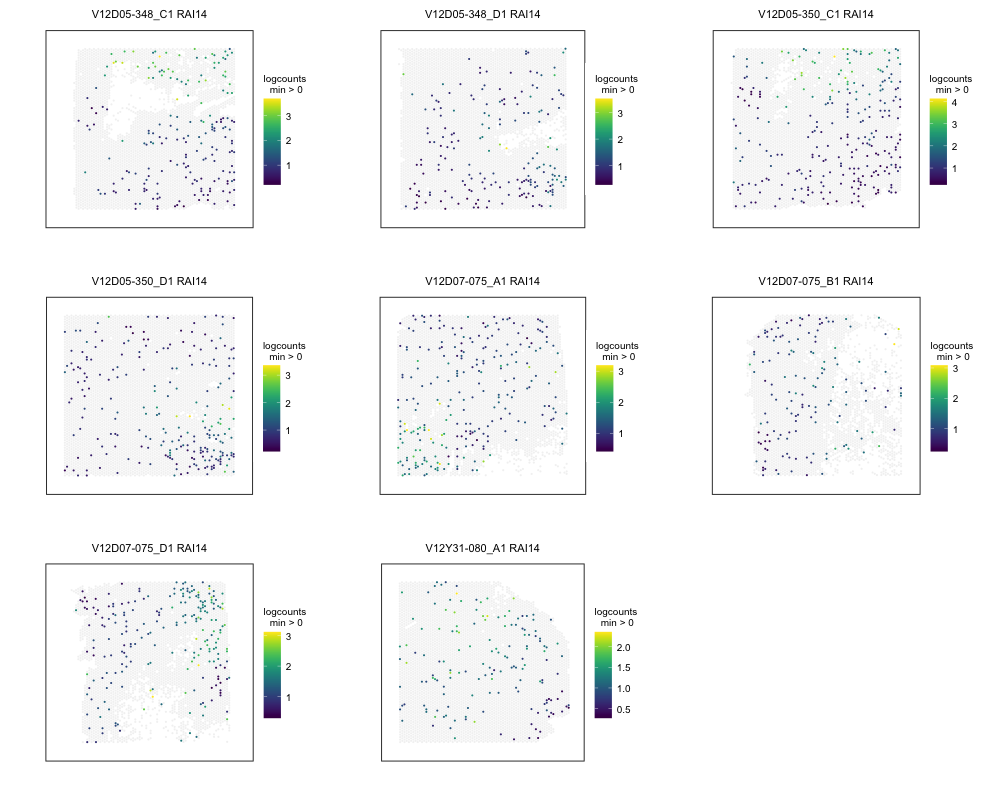 V12D05-348_C1 RAI14
logcounts
min > 0
3
2
1
V12D05-348_D1 RAI14
logcounts
min > 0
3
2
1
V12D05-350_C1 RAI14
logcounts
min > 0
4
3
2
1
V12D05-350_D1 RAI14
logcounts
min > 0
3
2
1
V12D07-075_A1 RAI14
logcounts
min > 0
3
2
1
V12D07-075_B1 RAI14
logcounts
min > 0
3
2
1
V12D07-075_D1 RAI14
logcounts
min > 0
3
2
1
V12Y31-080_A1 RAI14
logcounts
min > 0
2.0
1.5
1.0
0.5